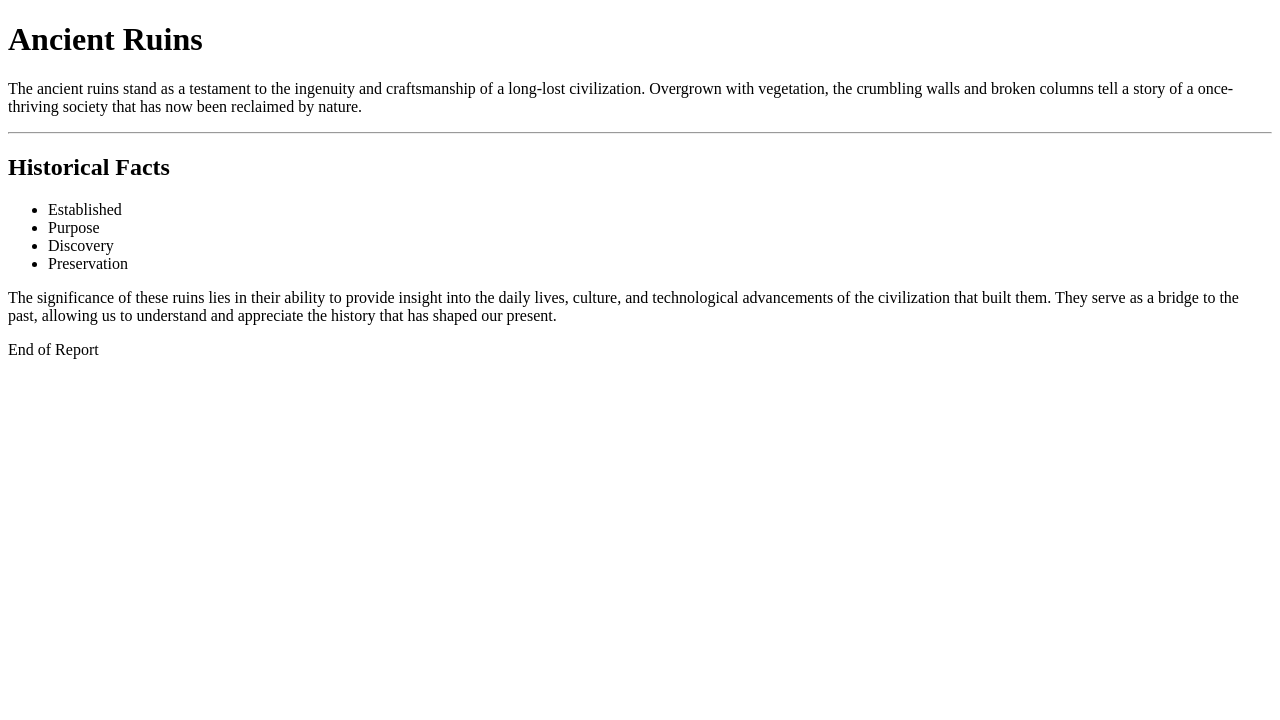 Ancient Ruins
The ancient ruins stand as a testament to the ingenuity and craftsmanship of a long-lost civilization. Overgrown with vegetation, the crumbling walls and broken columns tell a story of a once-
thriving society that has now been reclaimed by nature.
Historical Facts
Established
Purpose
Discovery
Preservation
The significance of these ruins lies in their ability to provide insight into the daily lives, culture, and technological advancements of the civilization that built them. They serve as a bridge to the
past, allowing us to understand and appreciate the history that has shaped our present.
End of Report